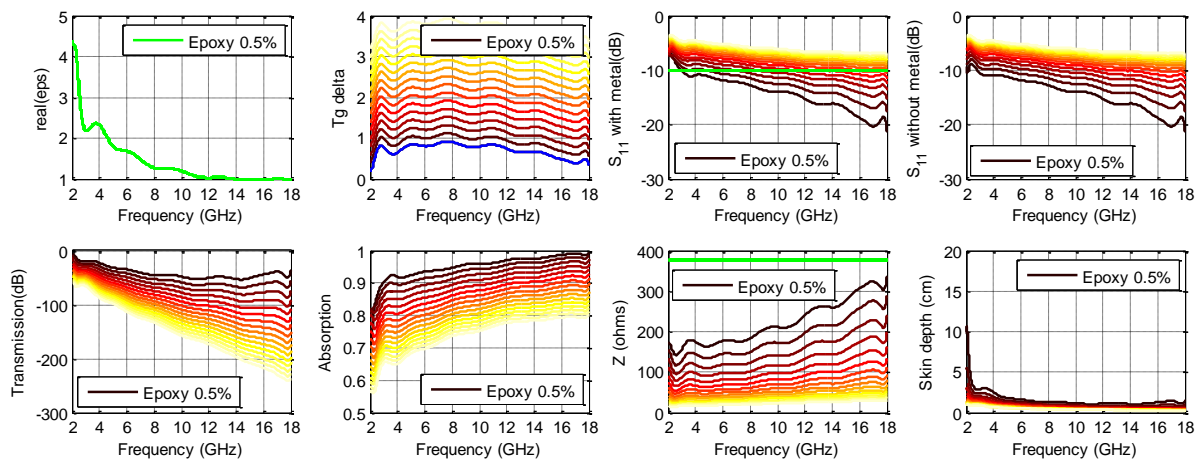 5
4
3
2
1
2 4 6 8 10 12 14 16 18
Frequency (GHz)
real(eps)
Epoxy 0.5%
4
3
2
1
0
2 4 6 8 10 12 14 16 18
Frequency (GHz)
Tg delta
Epoxy 0.5%
0
-10
-20
-30
2 4 6 8 10 12 14 16 18
Frequency (GHz)
S11 with metal(dB)
Epoxy 0.5%
0
-10
-20
-30
2 4 6 8 10 12 14 16 18
Frequency (GHz)
S11 without metal(dB)
Epoxy 0.5%
0
-100
-200
-300
2 4 6 8 10 12 14 16 18
Frequency (GHz)
Transmission(dB)
Epoxy 0.5%
1
0.9
0.8
0.7
0.6
0.5
2 4 6 8 10 12 14 16 18
Frequency (GHz)
Absorption
Epoxy 0.5%
400
300
200
100
0
2 4 6 8 10 12 14 16 18
Frequency (GHz)
Z (ohms)
Epoxy 0.5%
20
15
10
5
0
2 4 6 8 10 12 14 16 18
Frequency (GHz)
Skin depth (cm)
Epoxy 0.5%